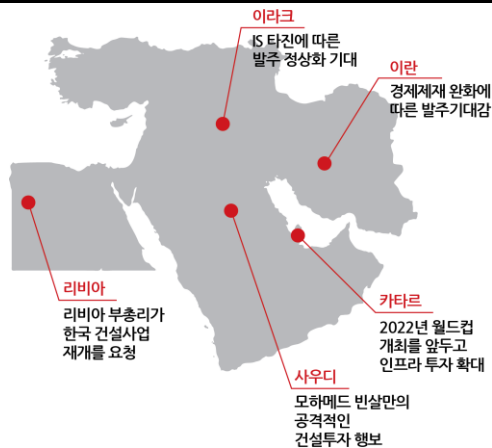 이라크
IS 타진에 따른
발주 정상화 기대
이란
경제제재 완화에
따른 발주기대감
리비아
리비아 부총리가
한국 건설사업
재개를 요청
카타르
2022년 월드컵
개최를 앞두고
인프라 투자 확대
사우디
모하메드 빈살만의
공격적인
건설투자 행보